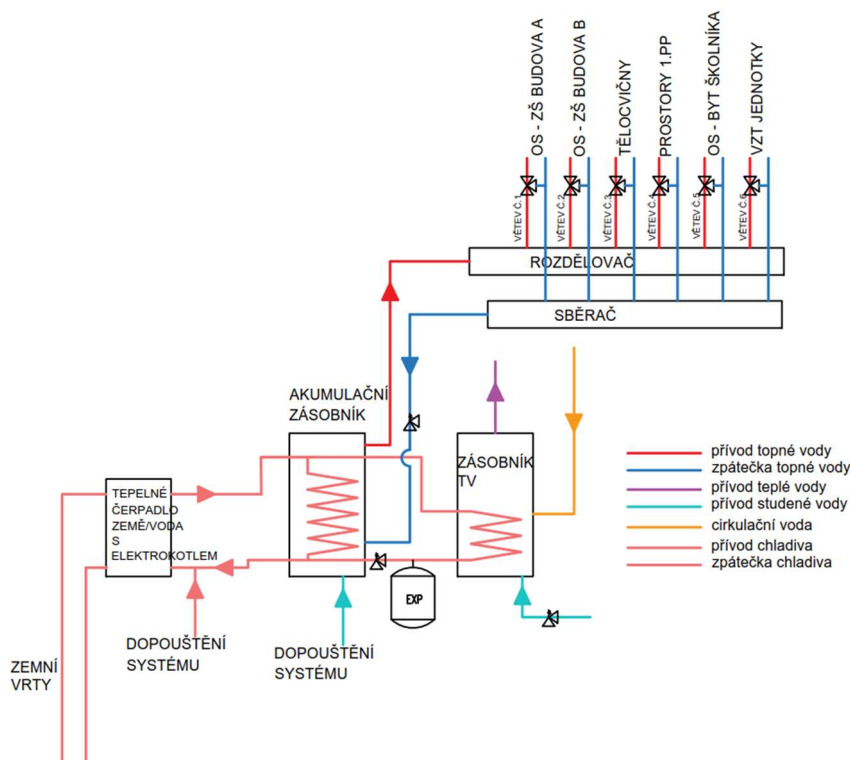 OS - ZŠ BUDOVA A
OS - ZŠ BUDOVA B
TĚLOCVIČNY
PROSTORY 1.PP
OS - BYT ŠKOLNÍKA
VZT JEDNOTKY
VĚTEV Č.1
VĚTEV Č.2
VĚTEV Č.3
VĚTEV Č.4
VĚTEV Č.5
VĚTEV Č.6
ROZDĚLOVAČ
SBĚRAČ
AKUMULAČNÍ
ZÁSOBNÍK
ZÁSOBNÍK
TV
TEPELNÉ
ČERPADLO
ZEMĚ/VODA
S
ELEKTROKOTLEM
EXP
přívod topné vody
zpátečka topné vody
přívod teplé vody
přívod studené vody
cirkulační voda
přívod chladiva
zpátečka chladiva
DOPOUŠTĚNÍ
SYSTÉMU
DOPOUŠTĚNÍ
SYSTÉMU
ZEMNÍ
VRTY